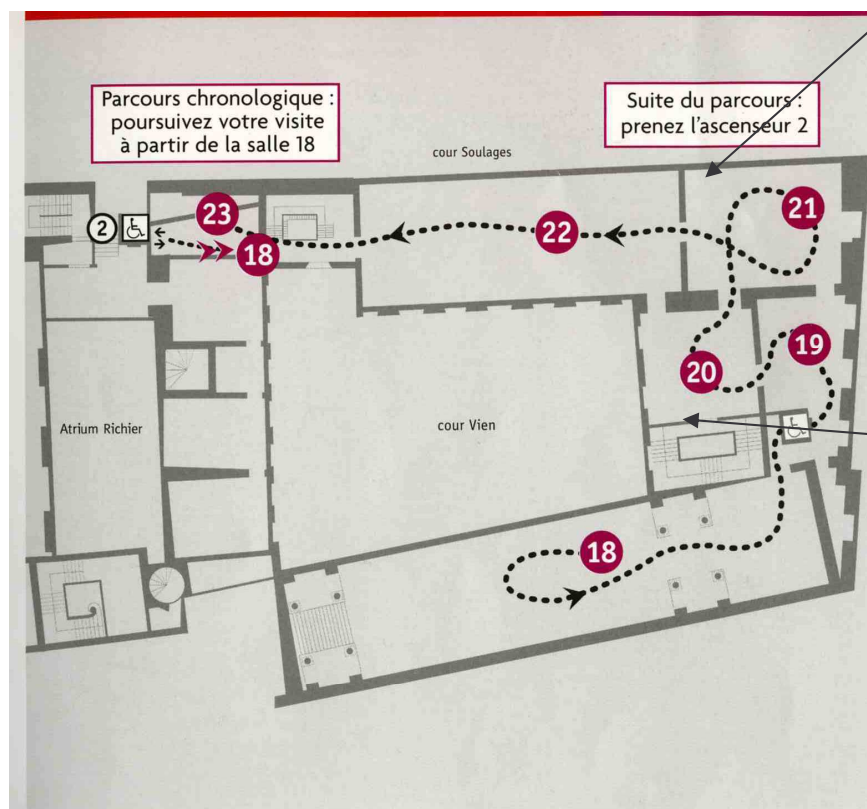 Parcours chronologique :
poursuivez votre visite
à partir de la salle 18
Suite du parcours :
prenez l'ascenseur 2
cour Soulages
2
23
18
22
21
20
19
Atrium Richier
cour Vien
18